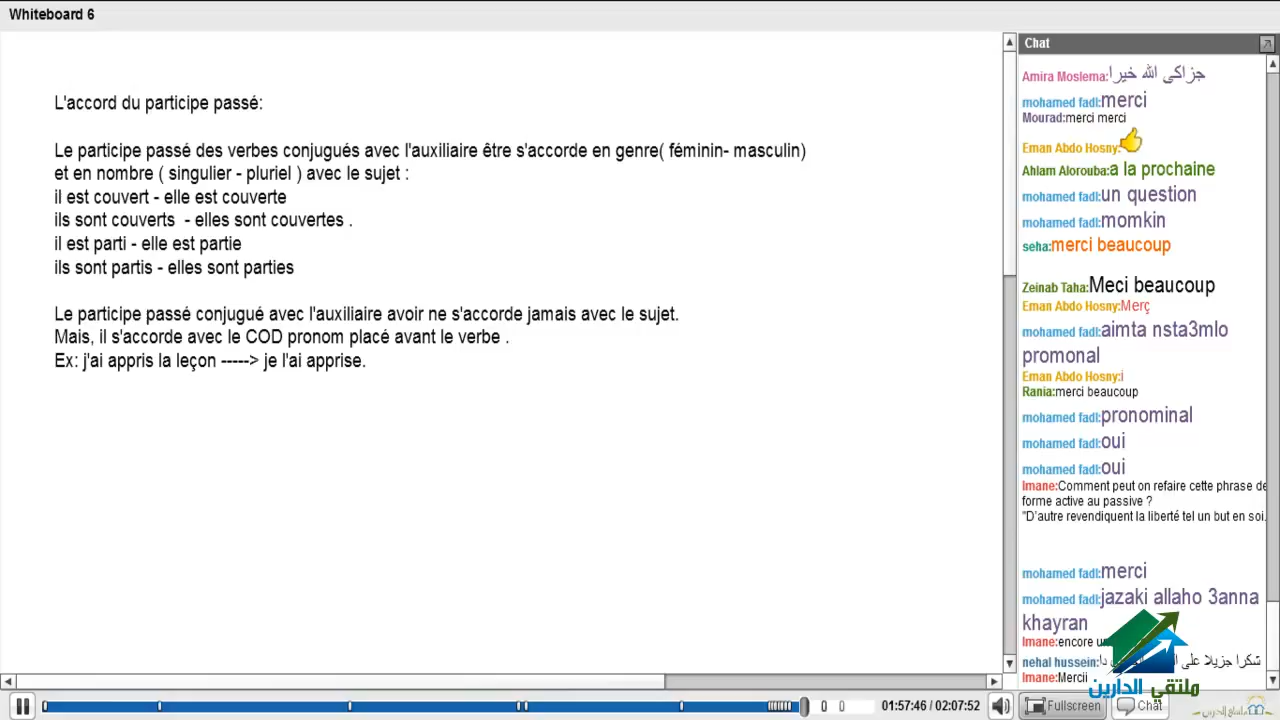 Whiteboard 6
L'accord du participe passé:
Le participe passé des verbes conjugués avec l'auxiliaire être s'accorde en genre( féminin- masculin)
et en nombre ( singulier - pluriel ) avec le sujet :
il est couvert - elle est couverte
ils sont couverts - elles sont couvertes .
il est parti - elle est partie
ils sont partis - elles sont parties
Le participe passé conjugué avec l'auxiliaire avoir ne s'accorde jamais avec le sujet.
Mais, il s'accorde avec le COD pronom placé avant le verbe .
Ex: j'ai appris la leçon -----> je l'ai apprise.
Chat
Amira Moslema:جزاكى الله خيرا
mohamed fadl:merci
Mourad:merci merci
Eman Abdo Hosny:
Ahlam Alorouba:a la prochaine
mohamed fadl:un question
mohamed fadl:momkin
seha:merci beaucoup
Zeinab Taha:Meci beaucoup
Eman Abdo Hosny:Merç
mohamed fadl:aimta nsta3mlo
promonal
Eman Abdo Hosny:i
Rania:merci beaucoup
mohamed fadl:pronominal
mohamed fadl:oui
mohamed fadl:oui
Imane:Comment peut on refaire cette phrase de
forme active au passive ?
"D'autre revendiquent la liberté tel un but en soi.
mohamed fadl:merci
mohamed fadl:jazaki allaho 3anna
khayran
Imane:encore
nehal hussein:شكرا جزيلا على دا
Imane:Mercii
ملتقي الدارين
01:57:46 / 02:07:52
Fullscreen
Chat